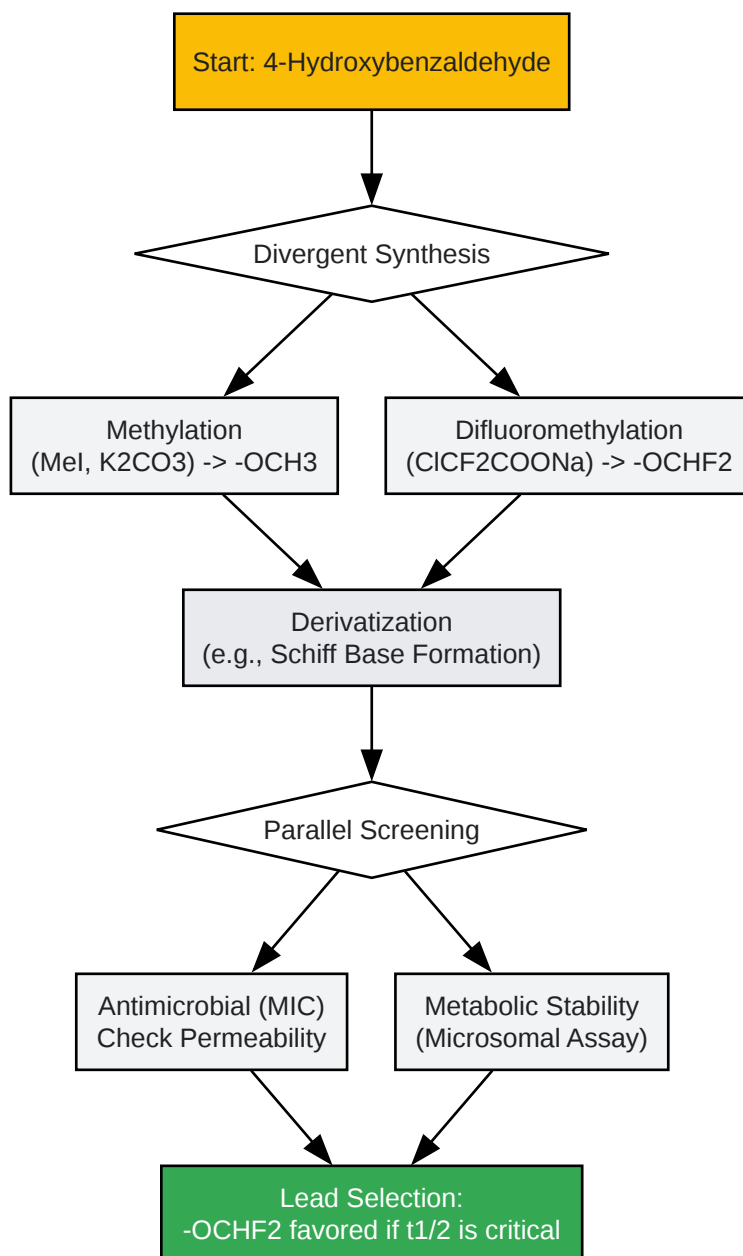 Start: 4-Hydroxybenzaldehyde
Divergent Synthesis
Methylation
(MeI, K2CO3) -> -OCH3
Difluoromethylation
(ClCF2COONa) -> -OCHF2
Derivatization
(e.g., Schiff Base Formation)
Parallel Screening
Antimicrobial (MIC)
Check Permeability
Metabolic Stability
(Microsomal Assay)
Lead Selection:
-OCHF2 favored if t1/2 is critical